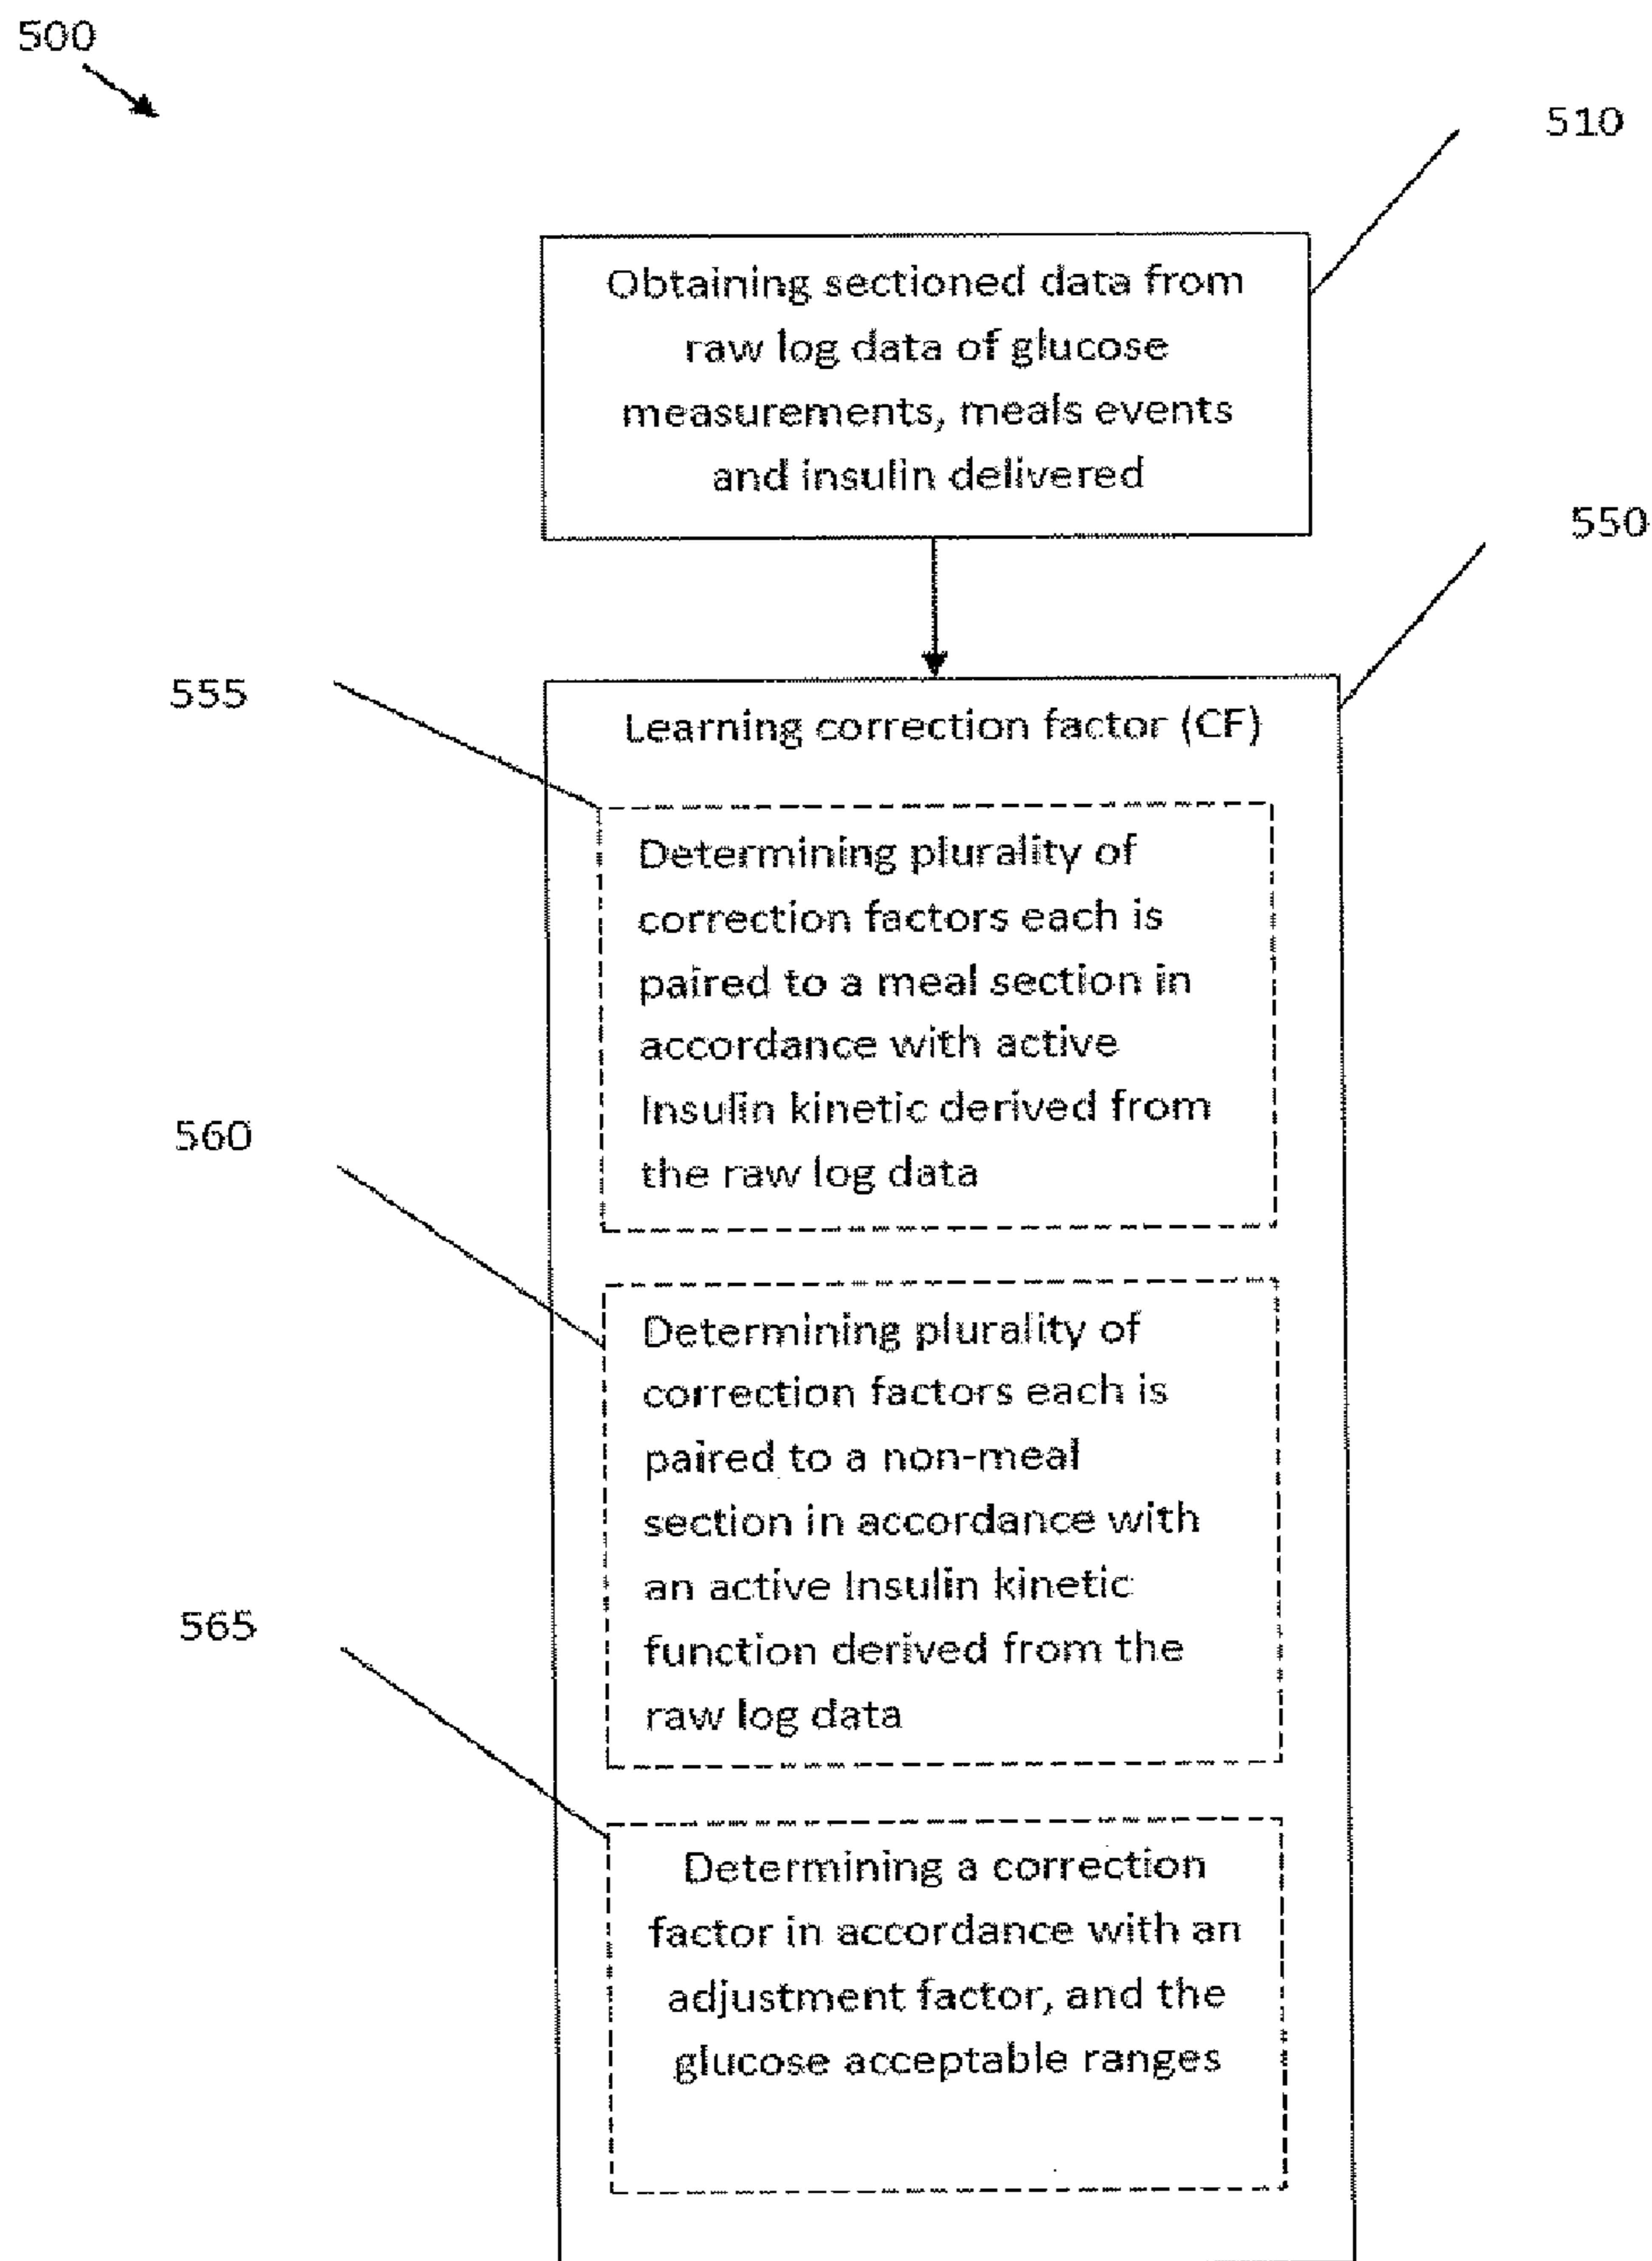 500
510
Obtaining sectioned data from
raw log data of glucose
measurements, meals events
and insulin delivered
550
555
Learning correction factor (CF)
Determining plurality of
correction factors each is
paired to a meal section in
accordance with active
Insulin kinetic derived from
the raw log data
560
Determining plurality of
correction factors each is
paired to a non-meal
section in accordance with
an active Insulin kinetic
function derived from the
raw log data
565
Determining a correction
factor in accordance with an
adjustment factor, and the
glucose acceptable ranges